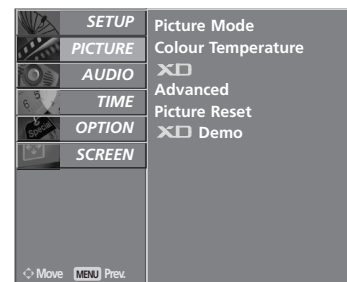 SETUP
PICTURE
AUDIO
TIME
OPTION
SCREEN
Picture Mode
Colour Temperature
XD
Advanced
Picture Reset
XD Demo
Move MENU Prev.